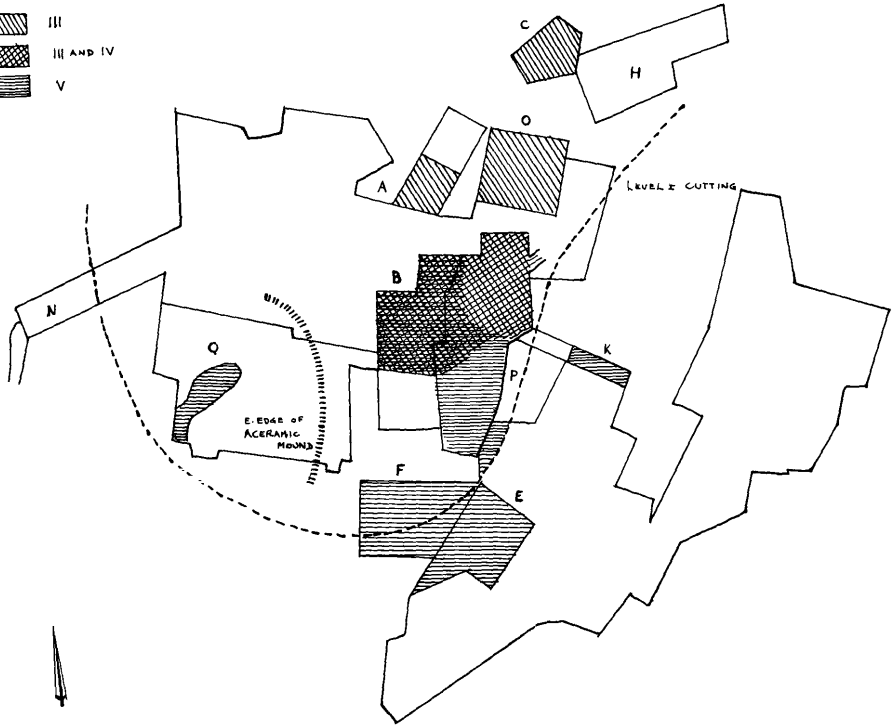 III
III AND IV
V
C
H
O
A
LEVEL I CUTTING
B
N
K
Q
P
E. EDGE OF
ACERAMIC
MOUND
F
E